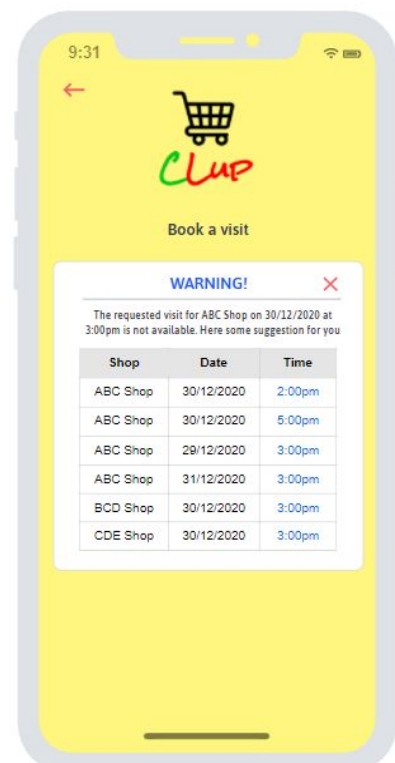 9:31
CLup
Book a visit
WARNING!
The requested visit for ABC Shop on 30/12/2020 at
3:00pm is not available. Here some suggestion for you
Shop Date Time
ABC Shop 30/12/2020 2:00pm
ABC Shop 30/12/2020 5:00pm
ABC Shop 29/12/2020 3:00pm
ABC Shop 31/12/2020 3:00pm
BCD Shop 30/12/2020 3:00pm
CDE Shop 30/12/2020 3:00pm